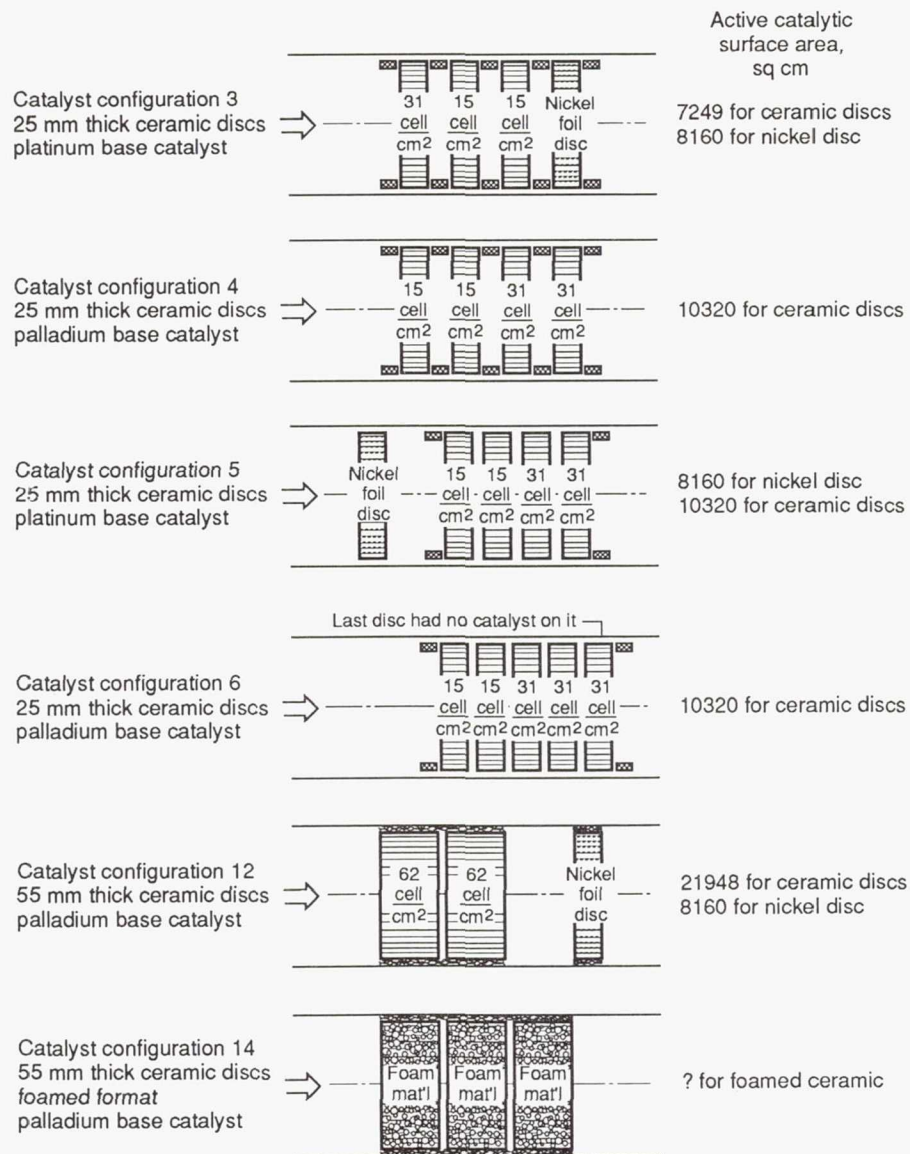 Active catalytic
surface area,
sq cm
Catalyst configuration 3
25 mm thick ceramic discs
platinum base catalyst
31 15 15 Nickel
cell cell cell foil
cm2 cm2 cm2 disc
7249 for ceramic discs
8160 for nickel disc
Catalyst configuration 4
25 mm thick ceramic discs
palladium base catalyst
15 15 31 31
cell cell cell cell
cm2 cm2 cm2 cm2
10320 for ceramic discs
Catalyst configuration 5
25 mm thick ceramic discs
platinum base catalyst
Nickel 15 15 31 31
foil cell cell cell cell
disc cm2 cm2 cm2 cm2
8160 for nickel disc
10320 for ceramic discs
Last disc had no catalyst on it
Catalyst configuration 6
25 mm thick ceramic discs
palladium base catalyst
15 15 31 31 31
cell cell cell cell cell
cm2 cm2 cm2 cm2 cm2
10320 for ceramic discs
Catalyst configuration 12
55 mm thick ceramic discs
palladium base catalyst
62 62 Nickel
cell cell foil
cm2 cm2 disc
21948 for ceramic discs
8160 for nickel disc
Catalyst configuration 14
55 mm thick ceramic discs
foamed format
palladium base catalyst
Foam Foam Foam
mat'l mat'l mat'l
? for foamed ceramic